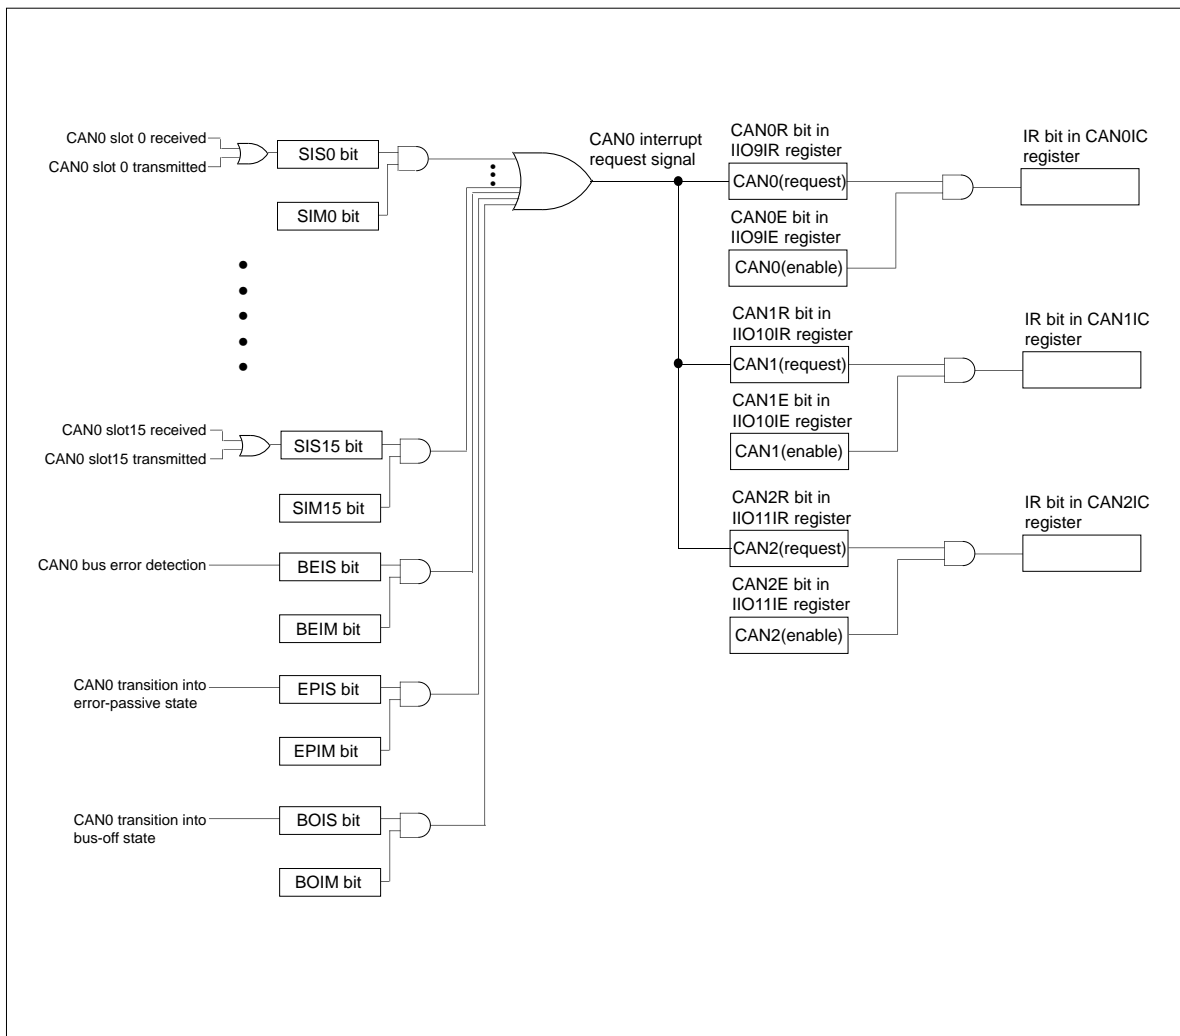 CAN0 slot 0 received
CAN0 slot 0 transmitted
SIS0 bit
SIM0 bit
CAN0 slot15 received
CAN0 slot15 transmitted
SIS15 bit
SIM15 bit
CAN0 bus error detection
BEIS bit
BEIM bit
CAN0 transition into
error-passive state
EPIS bit
EPIM bit
CAN0 transition into
bus-off state
BOIS bit
BOIM bit
CAN0 interrupt
request signal
CAN0R bit in
IIO9IR register
CAN0(request)
CAN0E bit in
IIO9IE register
CAN0(enable)
IR bit in CAN0IC
register
CAN1R bit in
IIO10IR register
CAN1(request)
CAN1E bit in
IIO10IE register
CAN1(enable)
IR bit in CAN1IC
register
CAN2R bit in
IIO11IR register
CAN2(request)
CAN2E bit in
IIO11IE register
CAN2(enable)
IR bit in CAN2IC
register